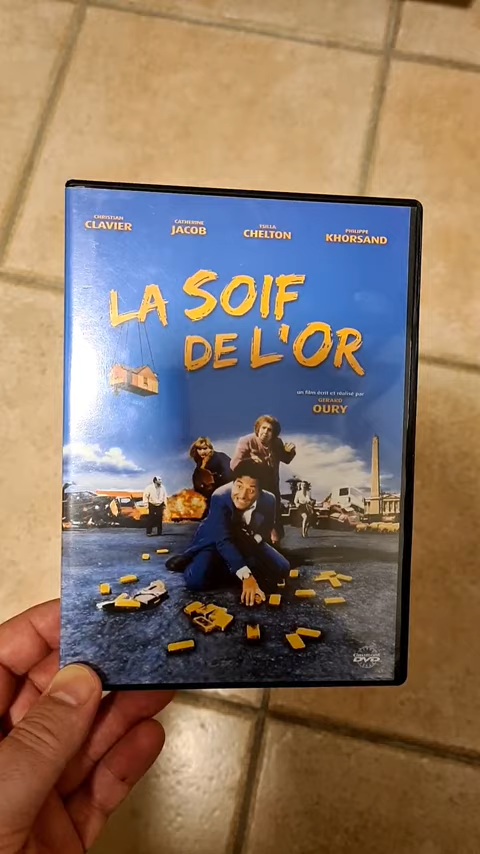 CHRISTIAN
CLAVIER
CATHERINE
JACOB
TSILLA
CHELTON
PHILIPPE
KHORSAND
LA SOIF
DE L'OR
un film écrit et réalisé par
GÉRARD
OURY
DVD